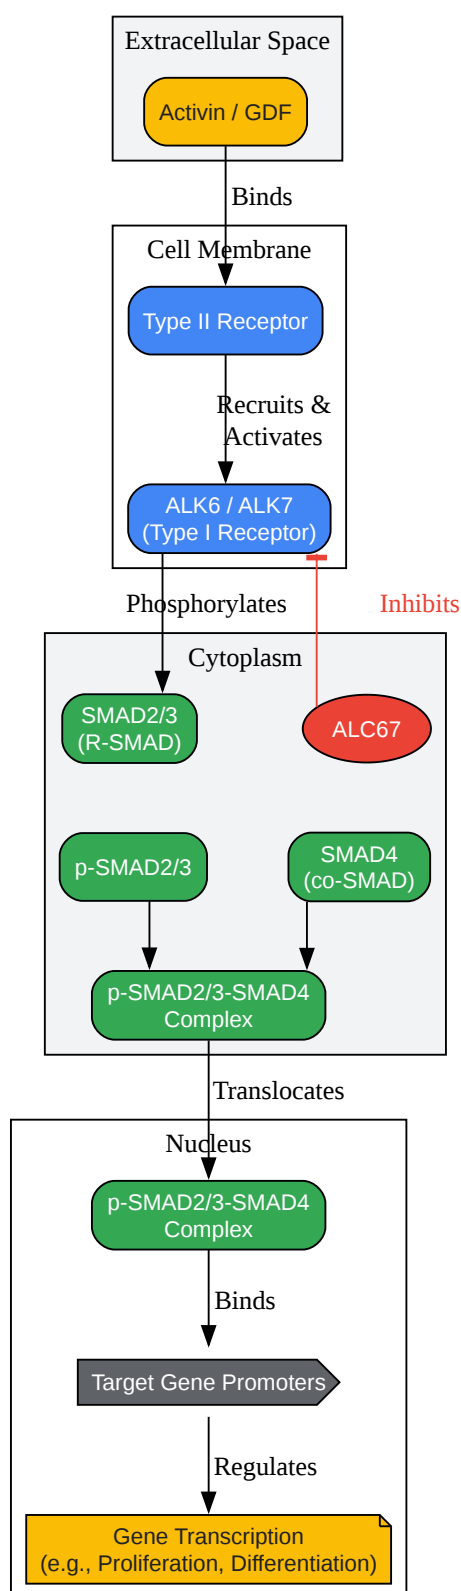 Extracellular Space
Activin / GDF
Binds
Cell Membrane
Type II Receptor
Recruits &
Activates
ALK6 / ALK7
(Type I Receptor)
Phosphorylates
Inhibits
Cytoplasm
SMAD2/3
(R-SMAD)
ALC67
p-SMAD2/3
SMAD4
(co-SMAD)
p-SMAD2/3-SMAD4
Complex
Translocates
Nucleus
p-SMAD2/3-SMAD4
Complex
Binds
Target Gene Promoters
Regulates
Gene Transcription
(e.g., Proliferation, Differentiation)